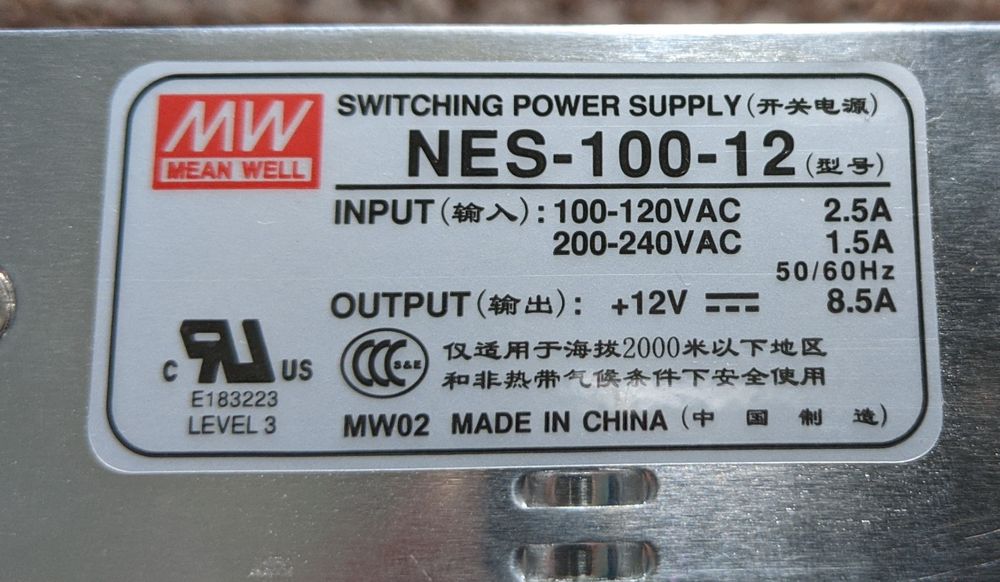 MW
MEAN WELL
SWITCHING POWER SUPPLY (开关电源)
NES-100-12 (型号)
INPUT (输入) : 100-120VAC 2.5A
200-240VAC 1.5A
50/60Hz
OUTPUT (输出) : +12V 8.5A
C RU US
E183223
LEVEL 3
CCC S&E
仅适用于海拔2000米以下地区
和非热带气候条件下安全使用
MW02 MADE IN CHINA (中国制造)